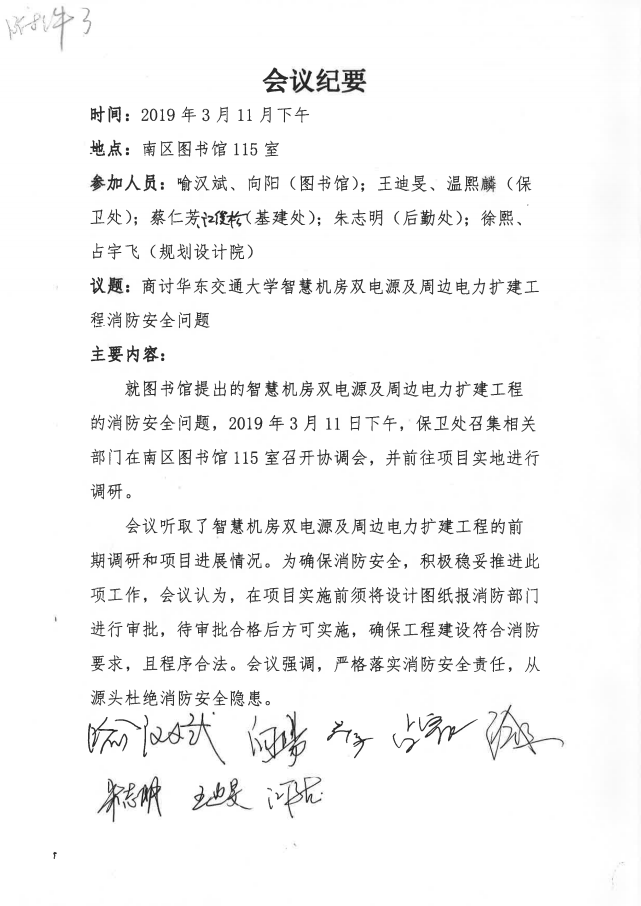 会议纪要
时间：2019 年 3 月 11 月下午
地点：南区图书馆 115 室
参加人员：喻汉斌、向阳（图书馆）；王迪旻、温熙麟（保
卫处）；蔡仁芳（基建处）；朱志明（后勤处）；徐熙、
占宇飞（规划设计院）
议题：商讨华东交通大学智慧机房双电源及周边电力扩建工
程消防安全问题
主要内容：
就图书馆提出的智慧机房双电源及周边电力扩建工程
的消防安全问题，2019 年 3 月 11 日下午，保卫处召集相关
部门在南区图书馆 115 室召开协调会，并前往项目实地进行
调研。
会议听取了智慧机房双电源及周边电力扩建工程的前
期调研和项目进展情况。为确保消防安全，积极稳妥推进此
项工作，会议认为，在项目实施前须将设计图纸报消防部门
进行审批，待审批合格后方可实施，确保工程建设符合消防
要求，且程序合法。会议强调，严格落实消防安全责任，从
源头杜绝消防安全隐患。
喻汉斌 向阳
朱志明 王迪旻